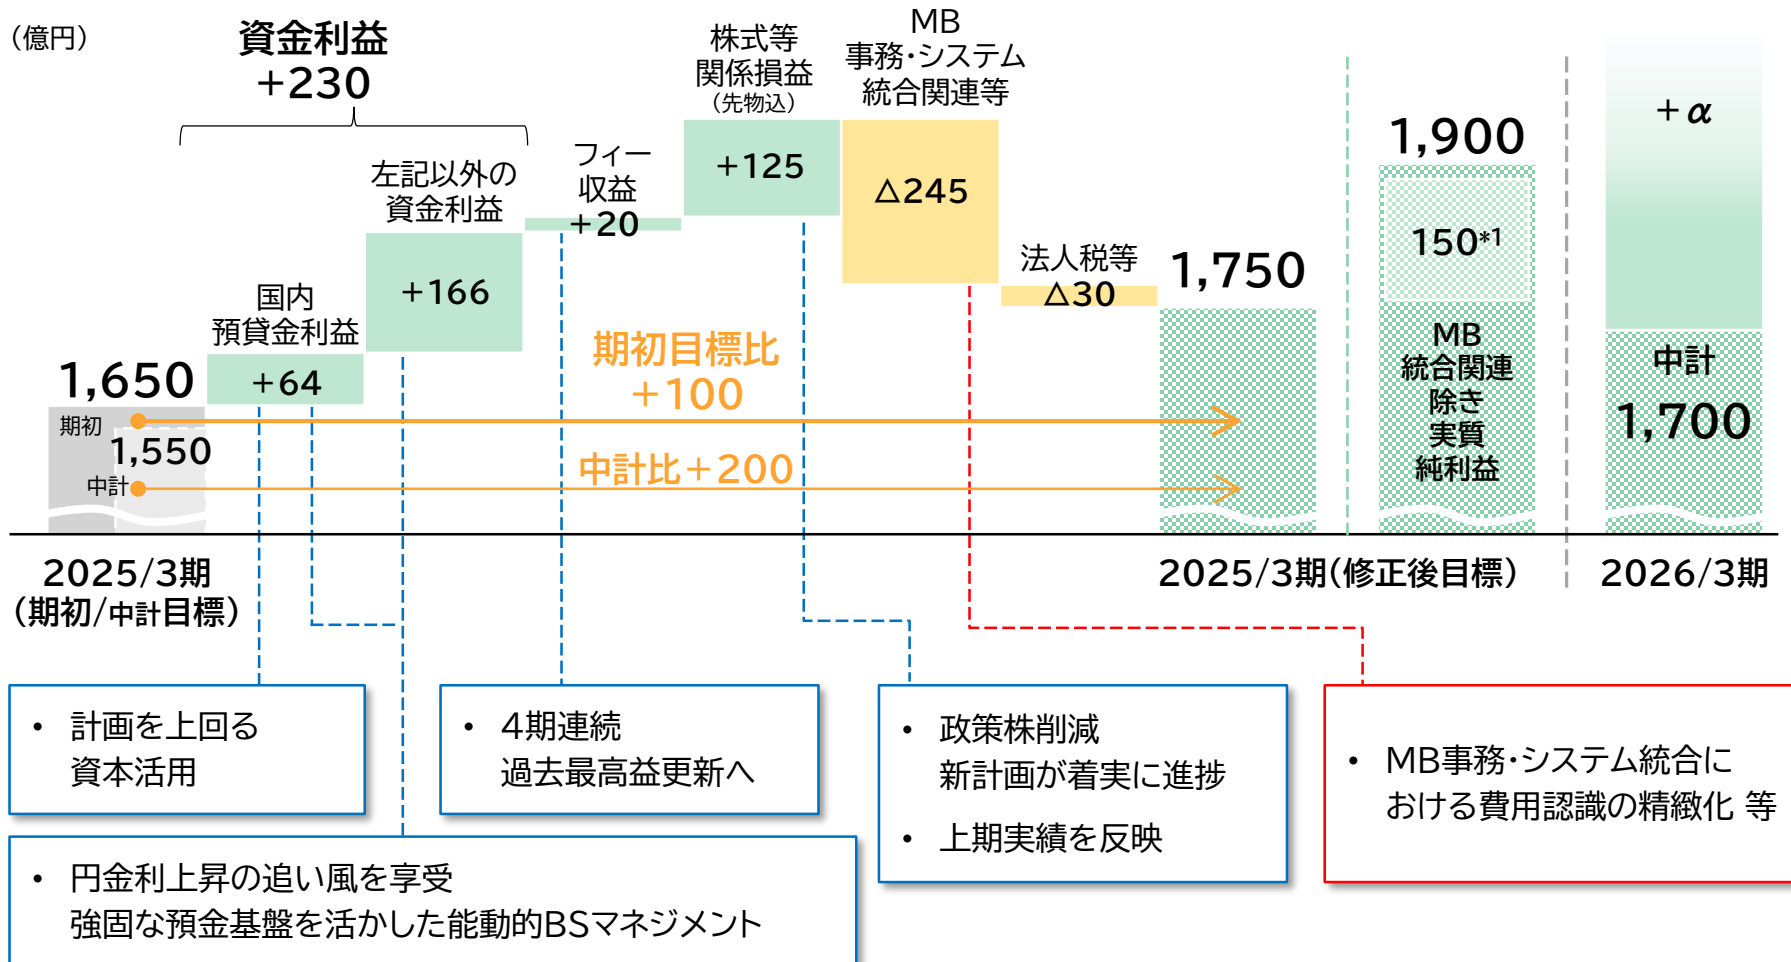 （億円）
資金利益
+230
国内
預貸金利益
+64
左記以外の
資金利益
+166
フィー
収益
+20
株式等
関係損益
（先物込）
+125
MB
事務・システム
統合関連等
△245
法人税等
△30
1,650
期初
1,550
中計
期初目標比
+100
中計比+200
1,750
1,900
150*1
MB
統合関連
除き
実質
純利益
+α
中計
1,700
2025/3期
（期初/中計目標）
2025/3期（修正後目標）
2026/3期
• 計画を上回る
資本活用
• 4期連続
過去最高益更新へ
• 政策株削減
新計画が着実に進捗
• 上期実績を反映
• MB事務・システム統合に
おける費用認識の精緻化 等
• 円金利上昇の追い風を享受
強固な預金基盤を活かした能動的BSマネジメント